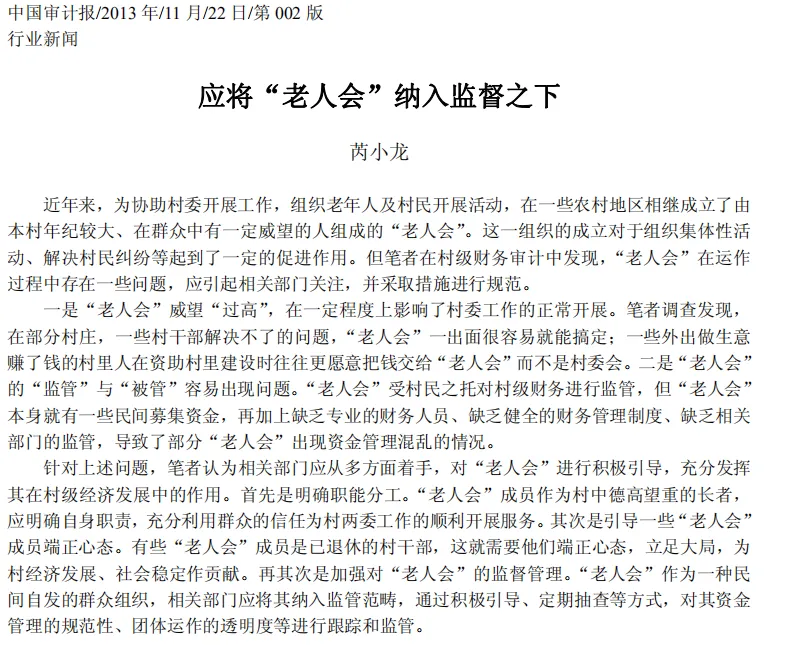 中国审计报/2013 年/11 月/22 日/第 002 版
行业新闻
应将“老人会”纳入监督之下
芮小龙
近年来，为协助村委开展工作，组织老年人及村民开展活动，在一些农村地区相继成立了由
本村年纪较大、在群众中有一定威望的人组成的“老人会”。这一组织的成立对于组织集体性活
动、解决村民纠纷等起到了一定的促进作用。但笔者在村级财务审计中发现，“老人会”在运作
过程中存在一些问题，应引起相关部门关注，并采取措施进行规范。
一是“老人会”威望“过高”，在一定程度上影响了村委工作的正常开展。笔者调查发现，
在部分村庄，一些村干部解决不了的问题，“老人会”一出面很容易就能搞定；一些外出做生意
赚了钱的村里人在资助村里建设时往往更愿意把钱交给“老人会”而不是村委会。二是“老人会”
的“监管”与“被管”容易出现问题。“老人会”受村民之托对村级财务进行监管，但“老人会”
本身就有一些民间募集资金，再加上缺乏专业的财务人员、缺乏健全的财务管理制度、缺乏相关
部门的监管，导致了部分“老人会”出现资金管理混乱的情况。
针对上述问题，笔者认为相关部门应从多方面着手，对“老人会”进行积极引导，充分发挥
其在村级经济发展中的作用。首先是明确职能分工。“老人会”成员作为村中德高望重的长者，
应明确自身职责，充分利用群众的信任为村两委工作的顺利开展服务。其次是引导一些“老人会”
成员端正心态。有些“老人会”成员是已退休的村干部，这就需要他们端正心态，立足大局，为
村经济发展、社会稳定作贡献。再其次是加强对“老人会”的监督管理。“老人会”作为一种民
间自发的群众组织，相关部门应将其纳入监管范畴，通过积极引导、定期抽查等方式，对其资金
管理的规范性、团体运作的透明度等进行跟踪和监管。